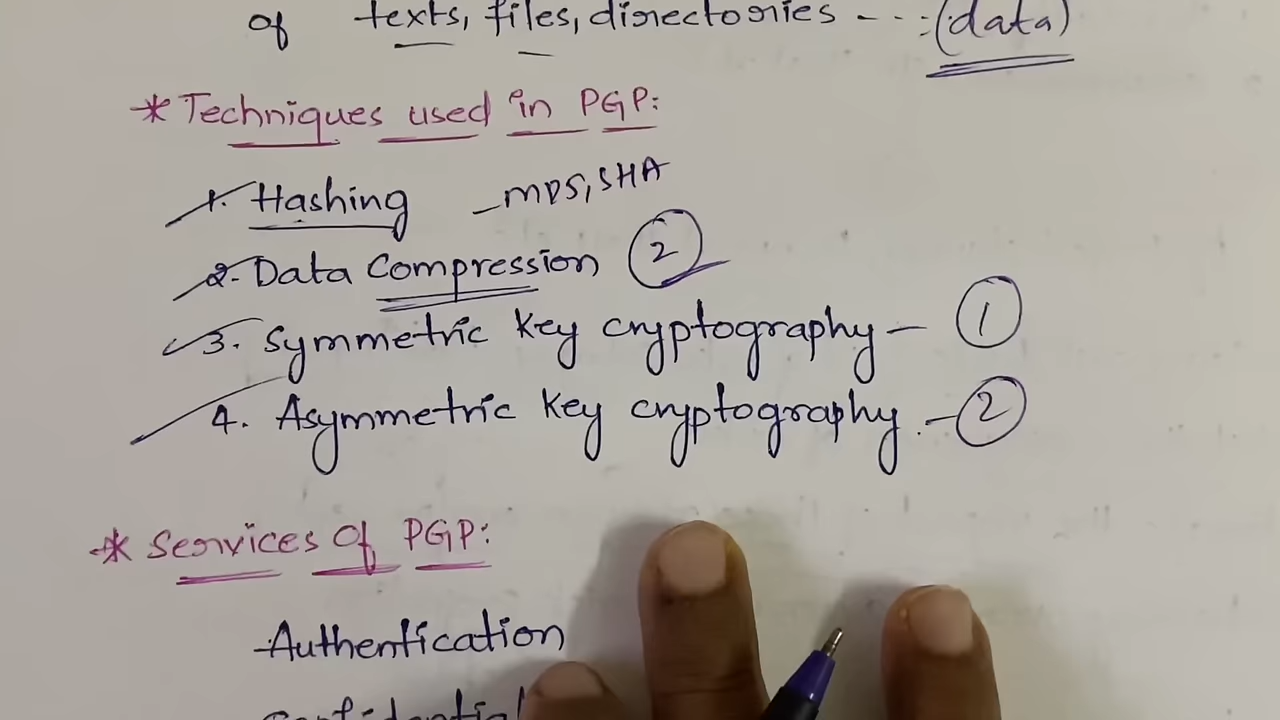 of texts, files, directories - - - :(data)
* Techniques used in PGP:
1. Hashing - MD5, SHA
2. Data Compression 2
3. Symmetric Key cryptography - 1
4. Asymmetric Key cryptography. - 2
* Services Of PGP:
Authentication